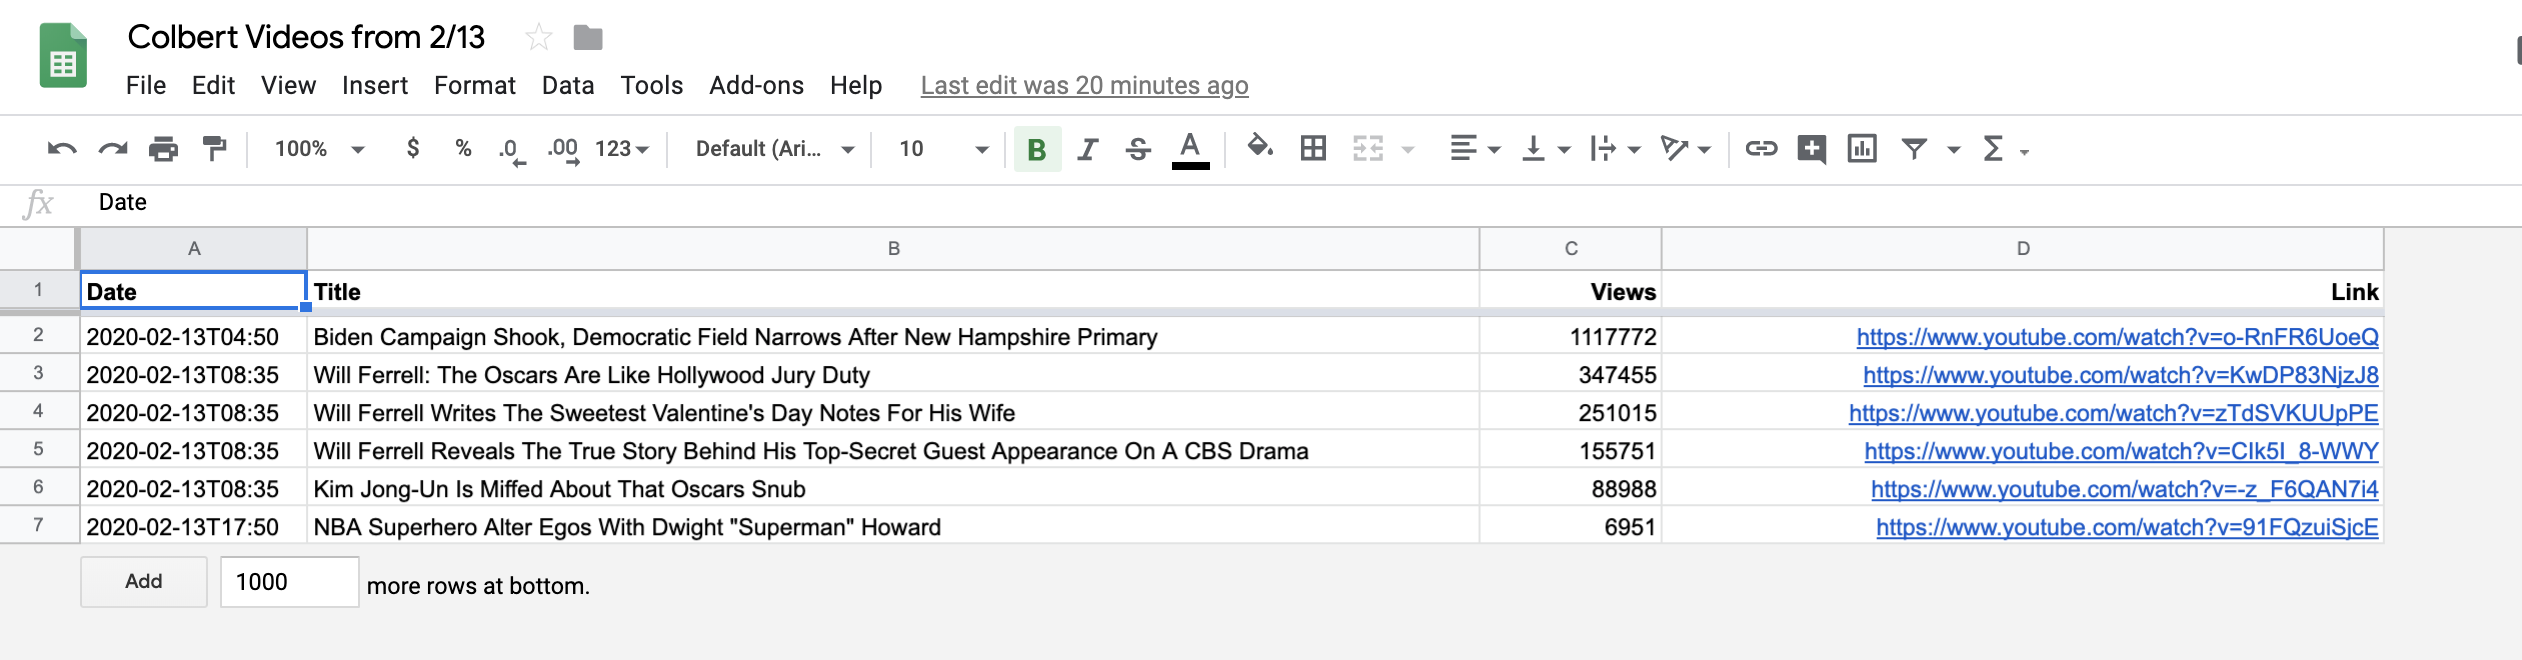 Colbert Videos from 2/13
File Edit View Insert Format Data Tools Add-ons Help Last edit was 20 minutes ago
100% $ % .0 .00 123 Default (Ari... 10 B I S A Σ
fx Date
A B C D
1 Date Title Views Link
2 2020-02-13T04:50 Biden Campaign Shook, Democratic Field Narrows After New Hampshire Primary 1117772 https://www.youtube.com/watch?v=o-RnFR6UoeQ
3 2020-02-13T08:35 Will Ferrell: The Oscars Are Like Hollywood Jury Duty 347455 https://www.youtube.com/watch?v=KwDP83NjzJ8
4 2020-02-13T08:35 Will Ferrell Writes The Sweetest Valentine's Day Notes For His Wife 251015 https://www.youtube.com/watch?v=zTdSVKUUpPE
5 2020-02-13T08:35 Will Ferrell Reveals The True Story Behind His Top-Secret Guest Appearance On A CBS Drama 155751 https://www.youtube.com/watch?v=CIk5I_8-WWY
6 2020-02-13T08:35 Kim Jong-Un Is Miffed About That Oscars Snub 88988 https://www.youtube.com/watch?v=-z_F6QAN7i4
7 2020-02-13T17:50 NBA Superhero Alter Egos With Dwight "Superman" Howard 6951 https://www.youtube.com/watch?v=91FQzuiSjcE
Add 1000 more rows at bottom.